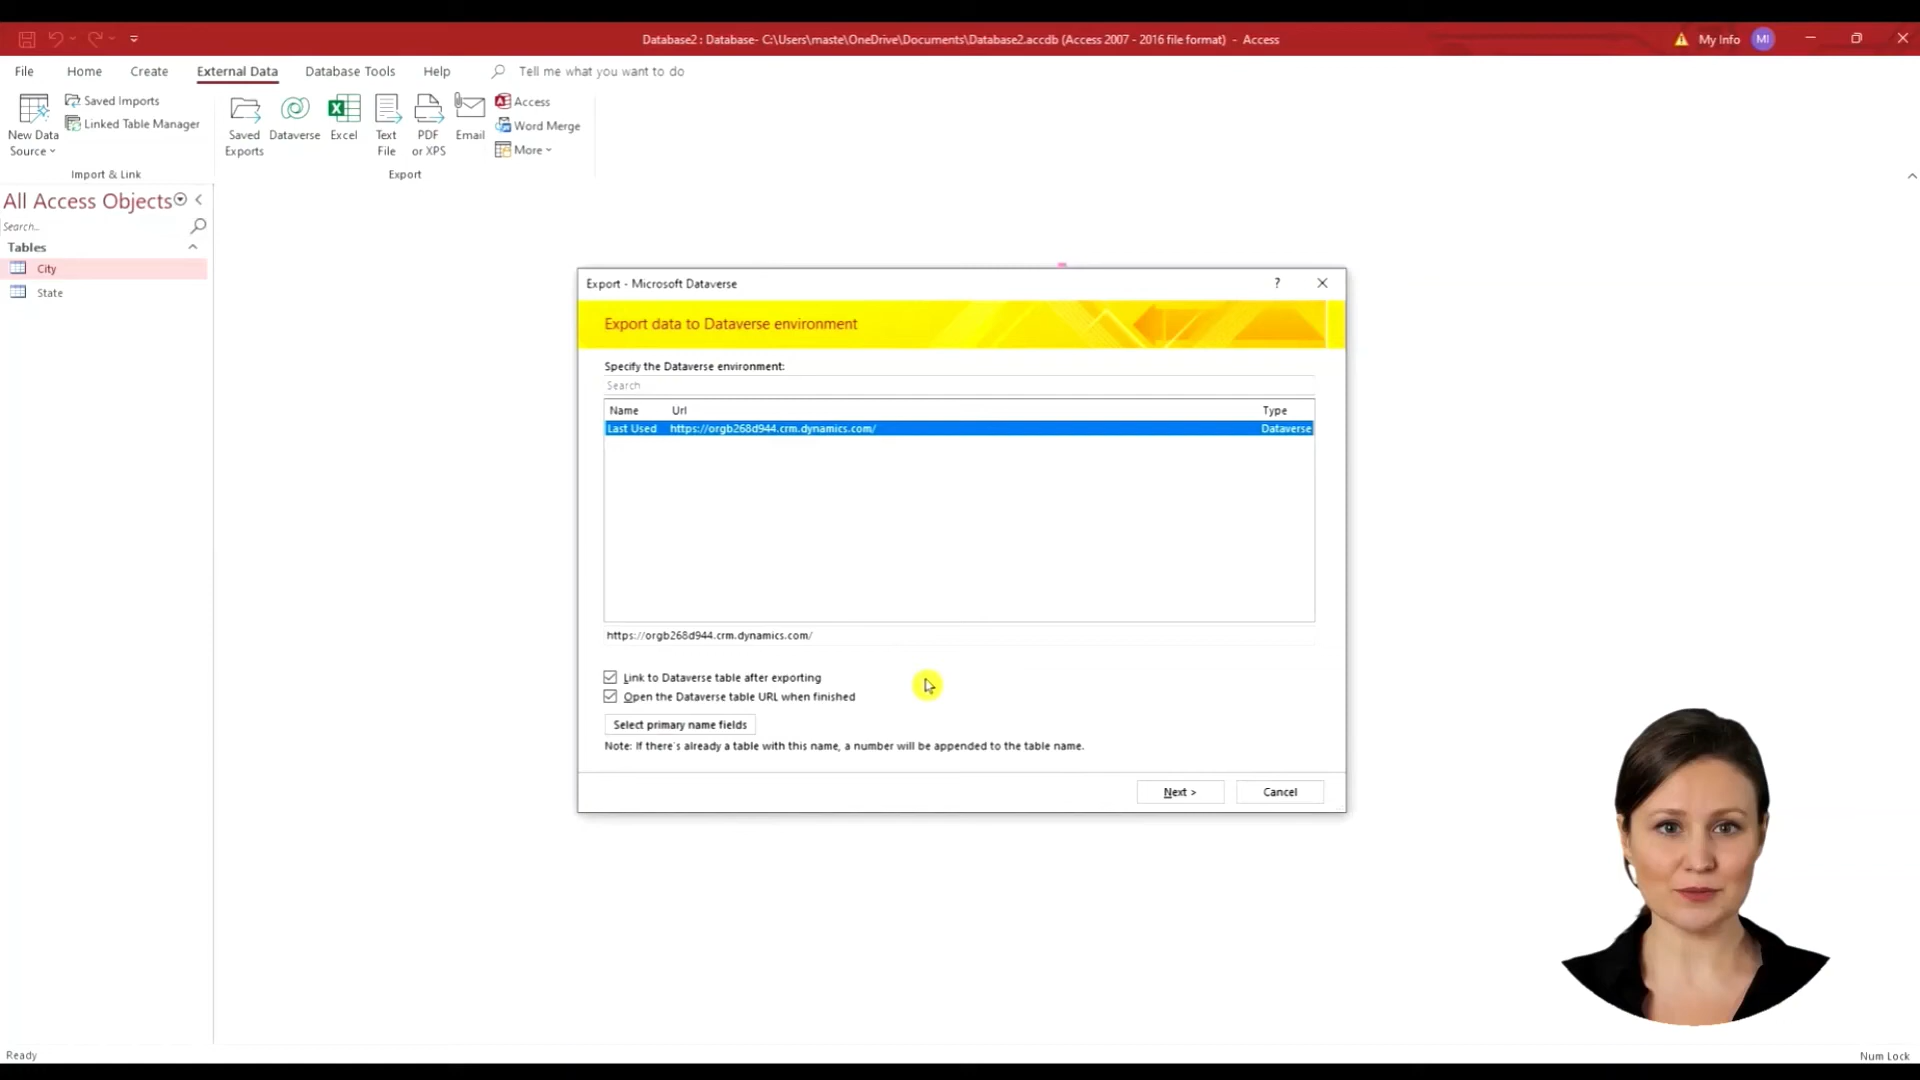 Database2 : Database- C:\Users\maste\OneDrive\Documents\Database2.accdb (Access 2007 - 2016 file format) - Access
My Info
MI
File
Home
Create
External Data
Database Tools
Help
Tell me what you want to do
New Data Source
Saved Imports
Linked Table Manager
Import & Link
Saved Exports
Dataverse
Excel
Text File
PDF or XPS
Email
Access
Word Merge
More
Export
All Access Objects
Search...
Tables
City
State
Export - Microsoft Dataverse
?
Export data to Dataverse environment
Specify the Dataverse environment:
Search
Name Url Type
Last Used https://orgb268d944.crm.dynamics.com/ Dataverse
https://orgb268d944.crm.dynamics.com/
Link to Dataverse table after exporting
Open the Dataverse table URL when finished
Select primary name fields
Note: If there's already a table with this name, a number will be appended to the table name.
Next >
Cancel
Ready
Num Lock